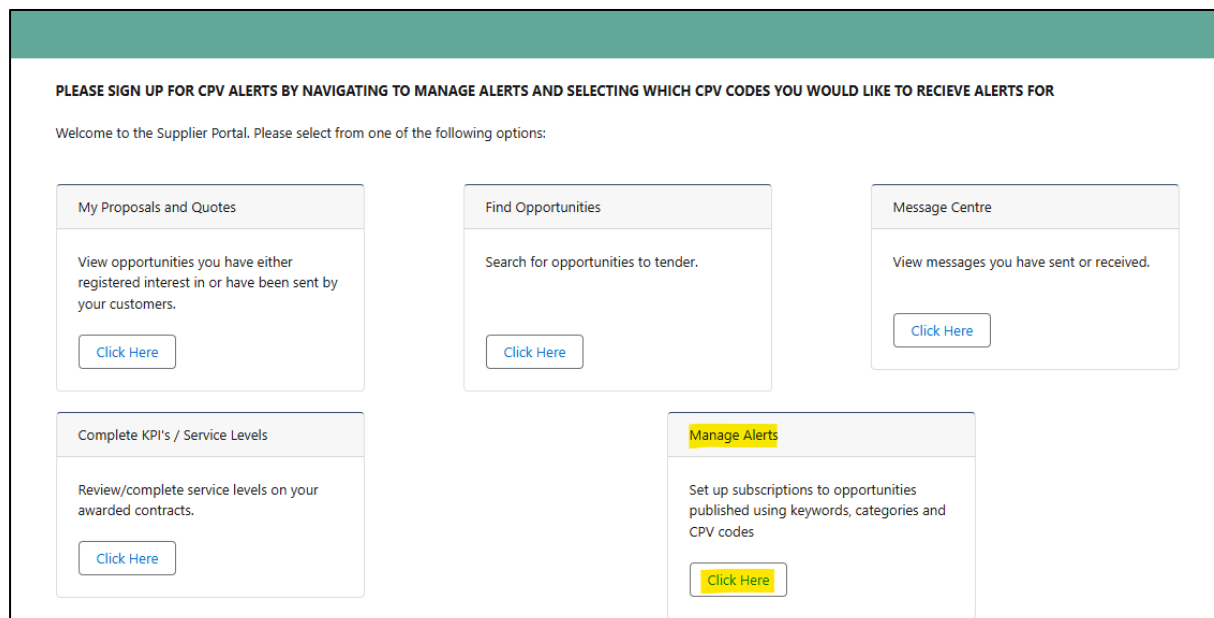 PLEASE SIGN UP FOR CPV ALERTS BY NAVIGATING TO MANAGE ALERTS AND SELECTING WHICH CPV CODES YOU WOULD LIKE TO RECIEVE ALERTS FOR
Welcome to the Supplier Portal. Please select from one of the following options:
My Proposals and Quotes
View opportunities you have either
registered interest in or have been sent by
your customers.
Click Here
Find Opportunities
Search for opportunities to tender.
Click Here
Message Centre
View messages you have sent or received.
Click Here
Complete KPI's / Service Levels
Review/complete service levels on your
awarded contracts.
Click Here
Manage Alerts
Set up subscriptions to opportunities
published using keywords, categories and
CPV codes
Click Here